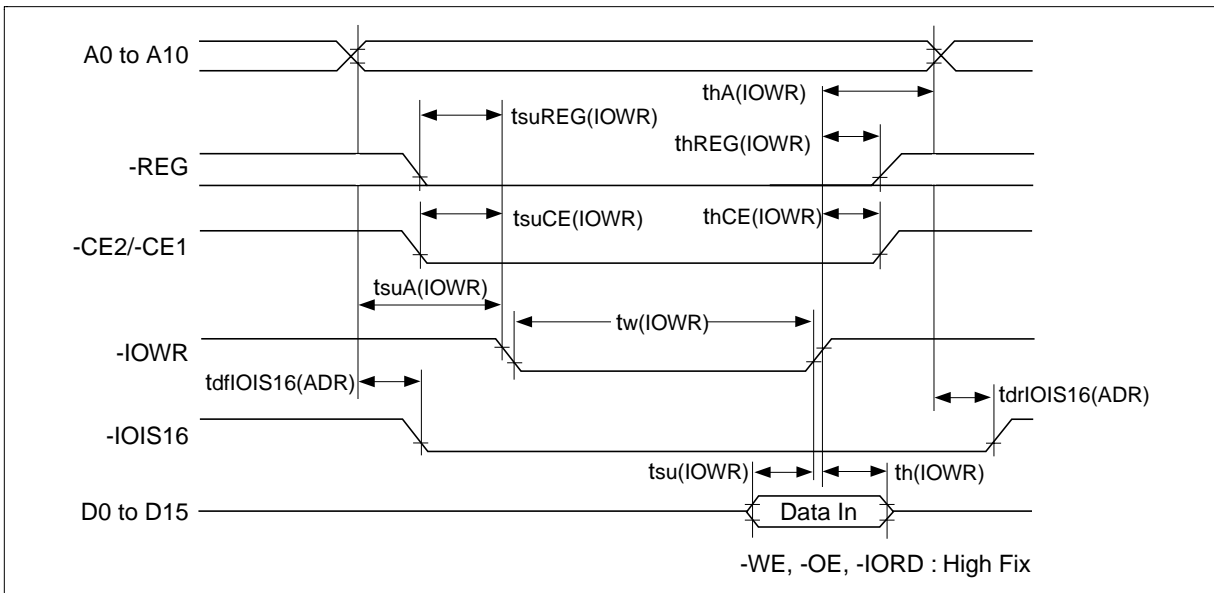 A0 to A10
thA(IOWR)
tsuREG(IOWR)
thREG(IOWR)
-REG
tsuCE(IOWR)
thCE(IOWR)
-CE2/-CE1
tsuA(IOWR)
tw(IOWR)
-IOWR
tdfIOIS16(ADR)
tdrIOIS16(ADR)
-IOIS16
tsu(IOWR)
th(IOWR)
D0 to D15
Data In
-WE, -OE, -IORD : High Fix